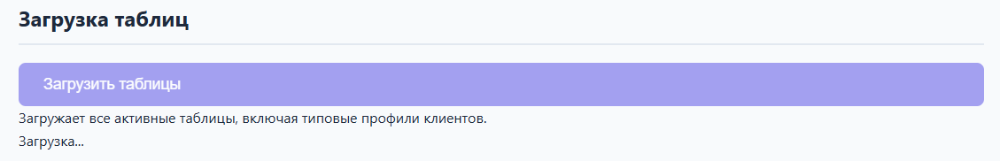 Загрузка таблиц
Загрузить таблицы
Загружает все активные таблицы, включая типовые профили клиентов.
Загрузка...